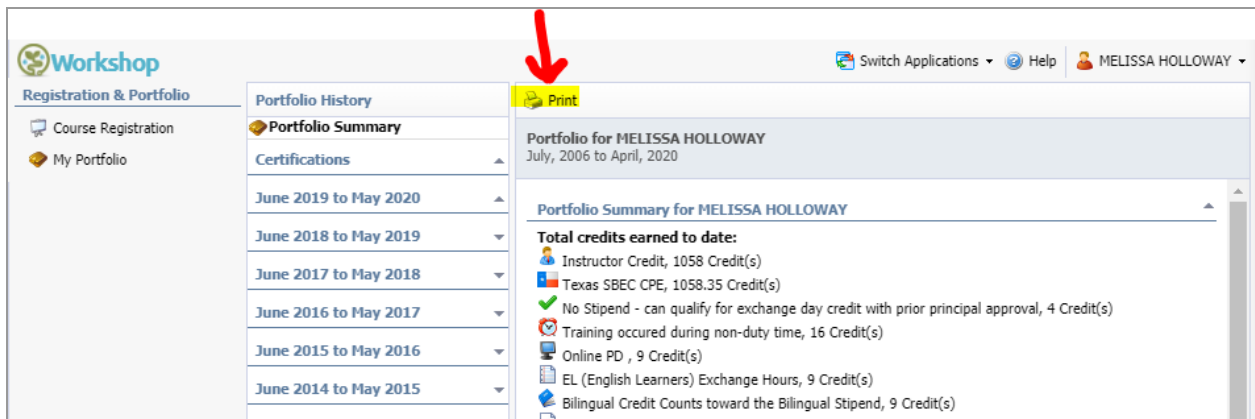 Workshop
Switch Applications
Help
MELISSA HOLLOWAY
Registration & Portfolio
Course Registration
My Portfolio
Portfolio History
Portfolio Summary
Certifications
June 2019 to May 2020
June 2018 to May 2019
June 2017 to May 2018
June 2016 to May 2017
June 2015 to May 2016
June 2014 to May 2015
Print
Portfolio for MELISSA HOLLOWAY
July, 2006 to April, 2020
Portfolio Summary for MELISSA HOLLOWAY
Total credits earned to date:
Instructor Credit, 1058 Credit(s)
Texas SBEC CPE, 1058.35 Credit(s)
No Stipend - can qualify for exchange day credit with prior principal approval, 4 Credit(s)
Training occured during non-duty time, 16 Credit(s)
Online PD , 9 Credit(s)
EL (English Learners) Exchange Hours, 9 Credit(s)
Bilingual Credit Counts toward the Bilingual Stipend, 9 Credit(s)